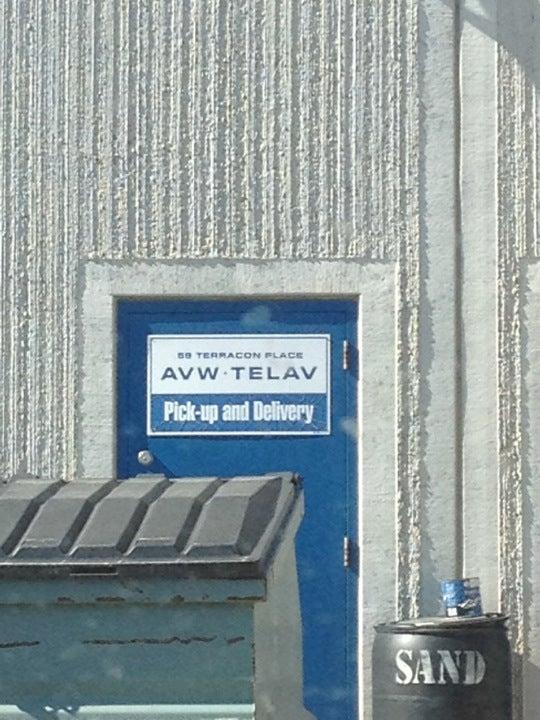 59 TERRACON PLACE
AVW·TELAV
Pick-up and Delivery
SAND